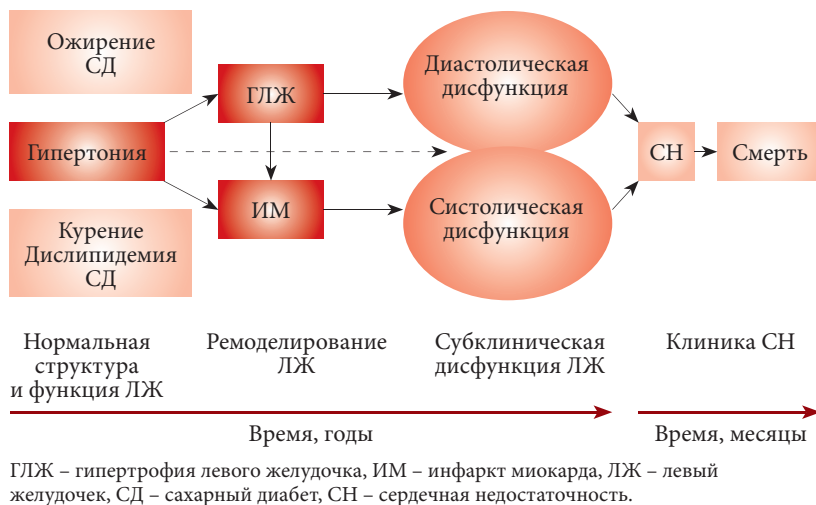 Ожирение
СД
Гипертония
Курение
Дислипидемия
СД
ГЛЖ
ИМ
Диастолическая
дисфункция
Систолическая
дисфункция
СН
Смерть
Нормальная
структура
и функция ЛЖ
Ремоделирование
ЛЖ
Субклиническая
дисфункция ЛЖ
Клиника СН
Время, годы
Время, месяцы
ГЛЖ – гипертрофия левого желудочка, ИМ – инфаркт миокарда, ЛЖ – левый
желудочек, СД – сахарный диабет, СН – сердечная недостаточность.